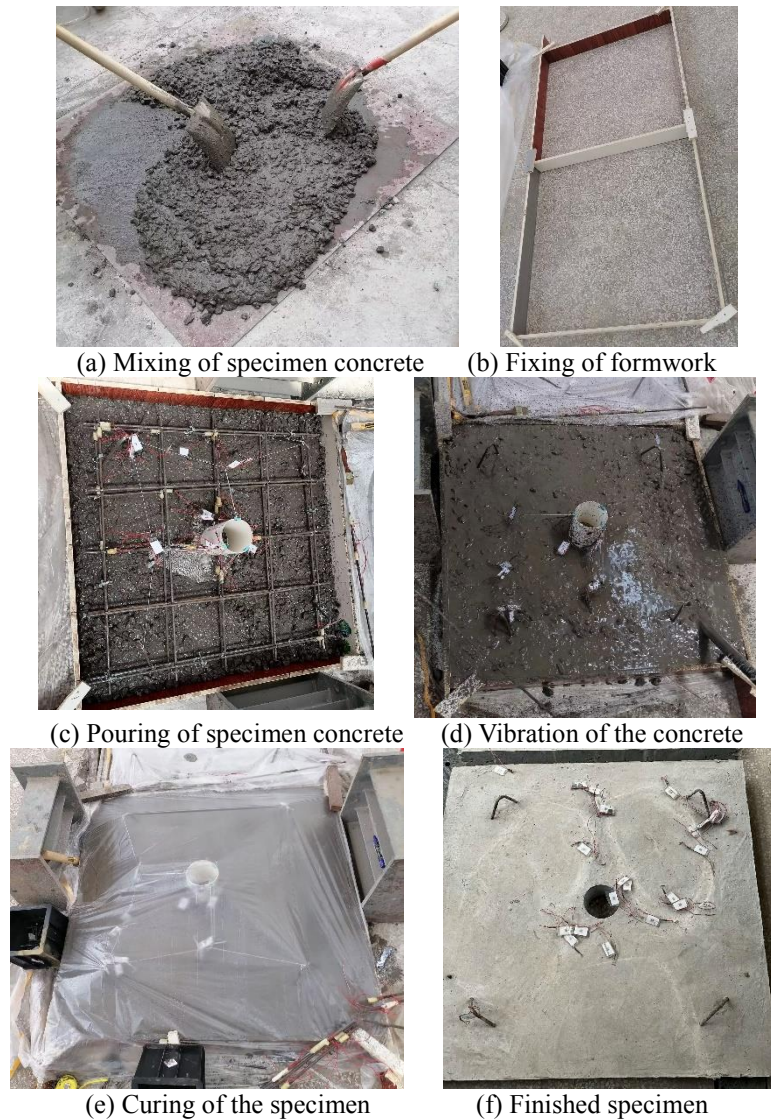 (a) Mixing of specimen concrete
(b) Fixing of formwork
(c) Pouring of specimen concrete
(d) Vibration of the concrete
(e) Curing of the specimen
(f) Finished specimen